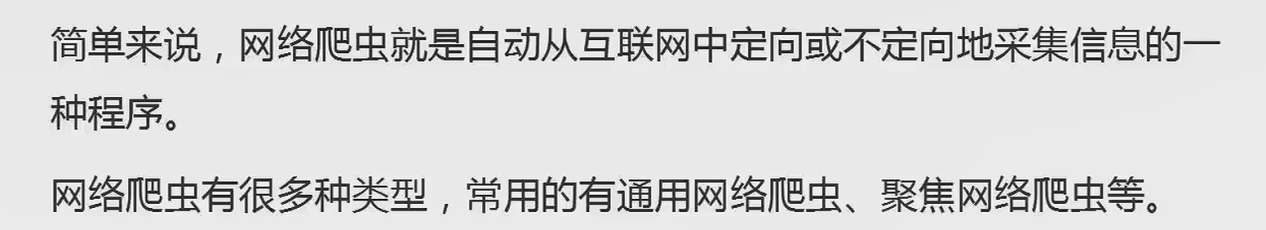 简单来说，网络爬虫就是自动从互联网中定向或不定向地采集信息的一
种程序。
网络爬虫有很多种类型，常用的有通用网络爬虫、聚焦网络爬虫等。